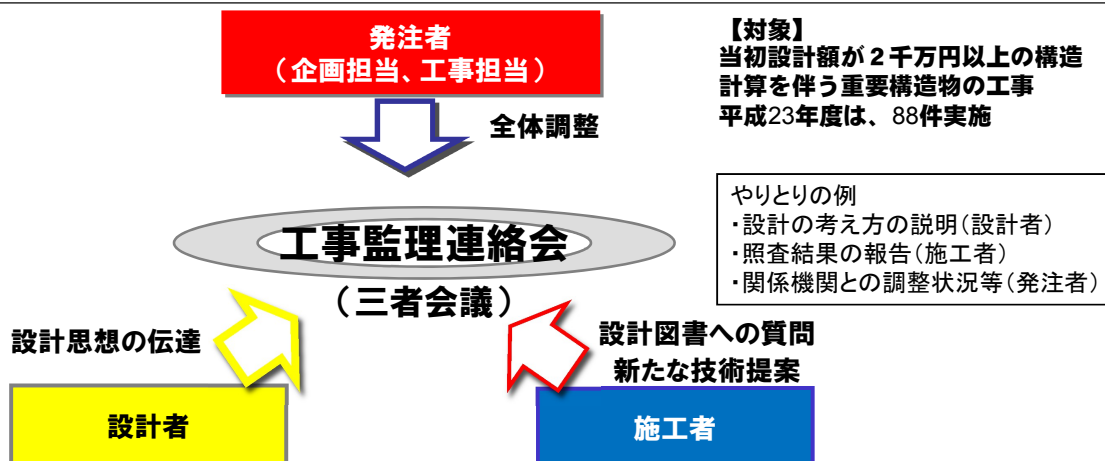 発注者
（企画担当、工事担当）
全体調整
【対象】
当初設計額が２千万円以上の構造
計算を伴う重要構造物の工事
平成23年度は、88件実施
やりとりの例
・設計の考え方の説明(設計者)
・照査結果の報告(施工者)
・関係機関との調整状況等(発注者)
工事監理連絡会
（三者会議）
設計思想の伝達
設計図書への質問
新たな技術提案
設計者
施工者